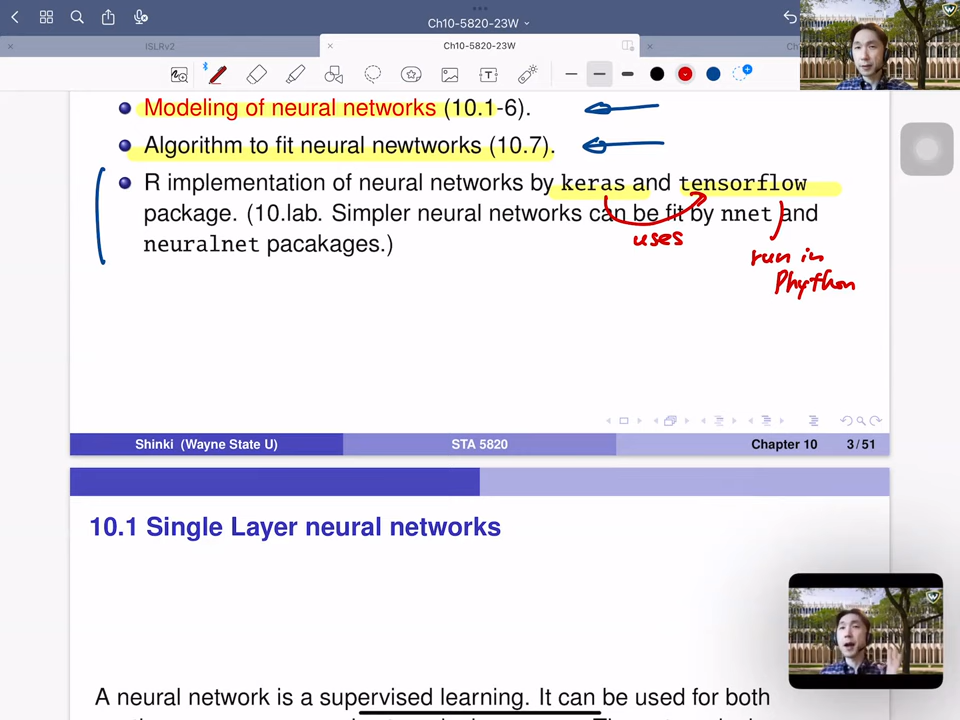 Ch10-5820-23W
ISLRv2
Ch10-5820-23W
Modeling of neural networks (10.1-6).
Algorithm to fit neural newtworks (10.7).
R implementation of neural networks by keras and tensorflow
package. (10.lab. Simpler neural networks can be fit by nnet and
neuralnet pacakages.)
uses
run in
Phython
Shinki (Wayne State U) STA 5820 Chapter 10 3/51
10.1 Single Layer neural networks
A neural network is a supervised learning. It can be used for both